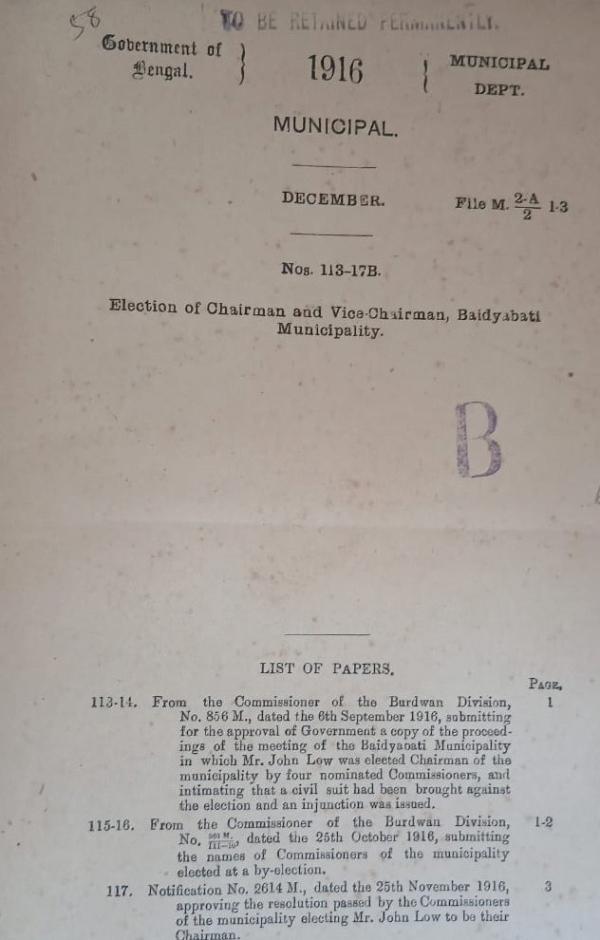 58
TO BE RETAINED PERMANENTLY.
Government of Bengal. } 1916 { MUNICIPAL DEPT.
MUNICIPAL.
DECEMBER. File M. 2-A/2 1-3
Nos. 113-17B.
Election of Chairman and Vice-Chairman, Baidyabati
Municipality.
B
LIST OF PAPERS.
PAGE.
113-14. From the Commissioner of the Burdwan Division, 1
No. 856 M., dated the 6th September 1916, submitting
for the approval of Government a copy of the proceed-
ings of the meeting of the Baidyabati Municipality
in which Mr. John Low was elected Chairman of the
municipality by four nominated Commissioners, and
intimating that a civil suit had been brought against
the election and an injunction was issued.
115-16. From the Commissioner of the Burdwan Division, 1-2
No. dated the 25th October 1916, submitting
the names of Commissioners of the municipality
elected at a by-election.
117. Notification No. 2614 M., dated the 25th November 1916, 3
approving the resolution passed by the Commissioners
of the municipality electing Mr. John Low to be their
Chairman.